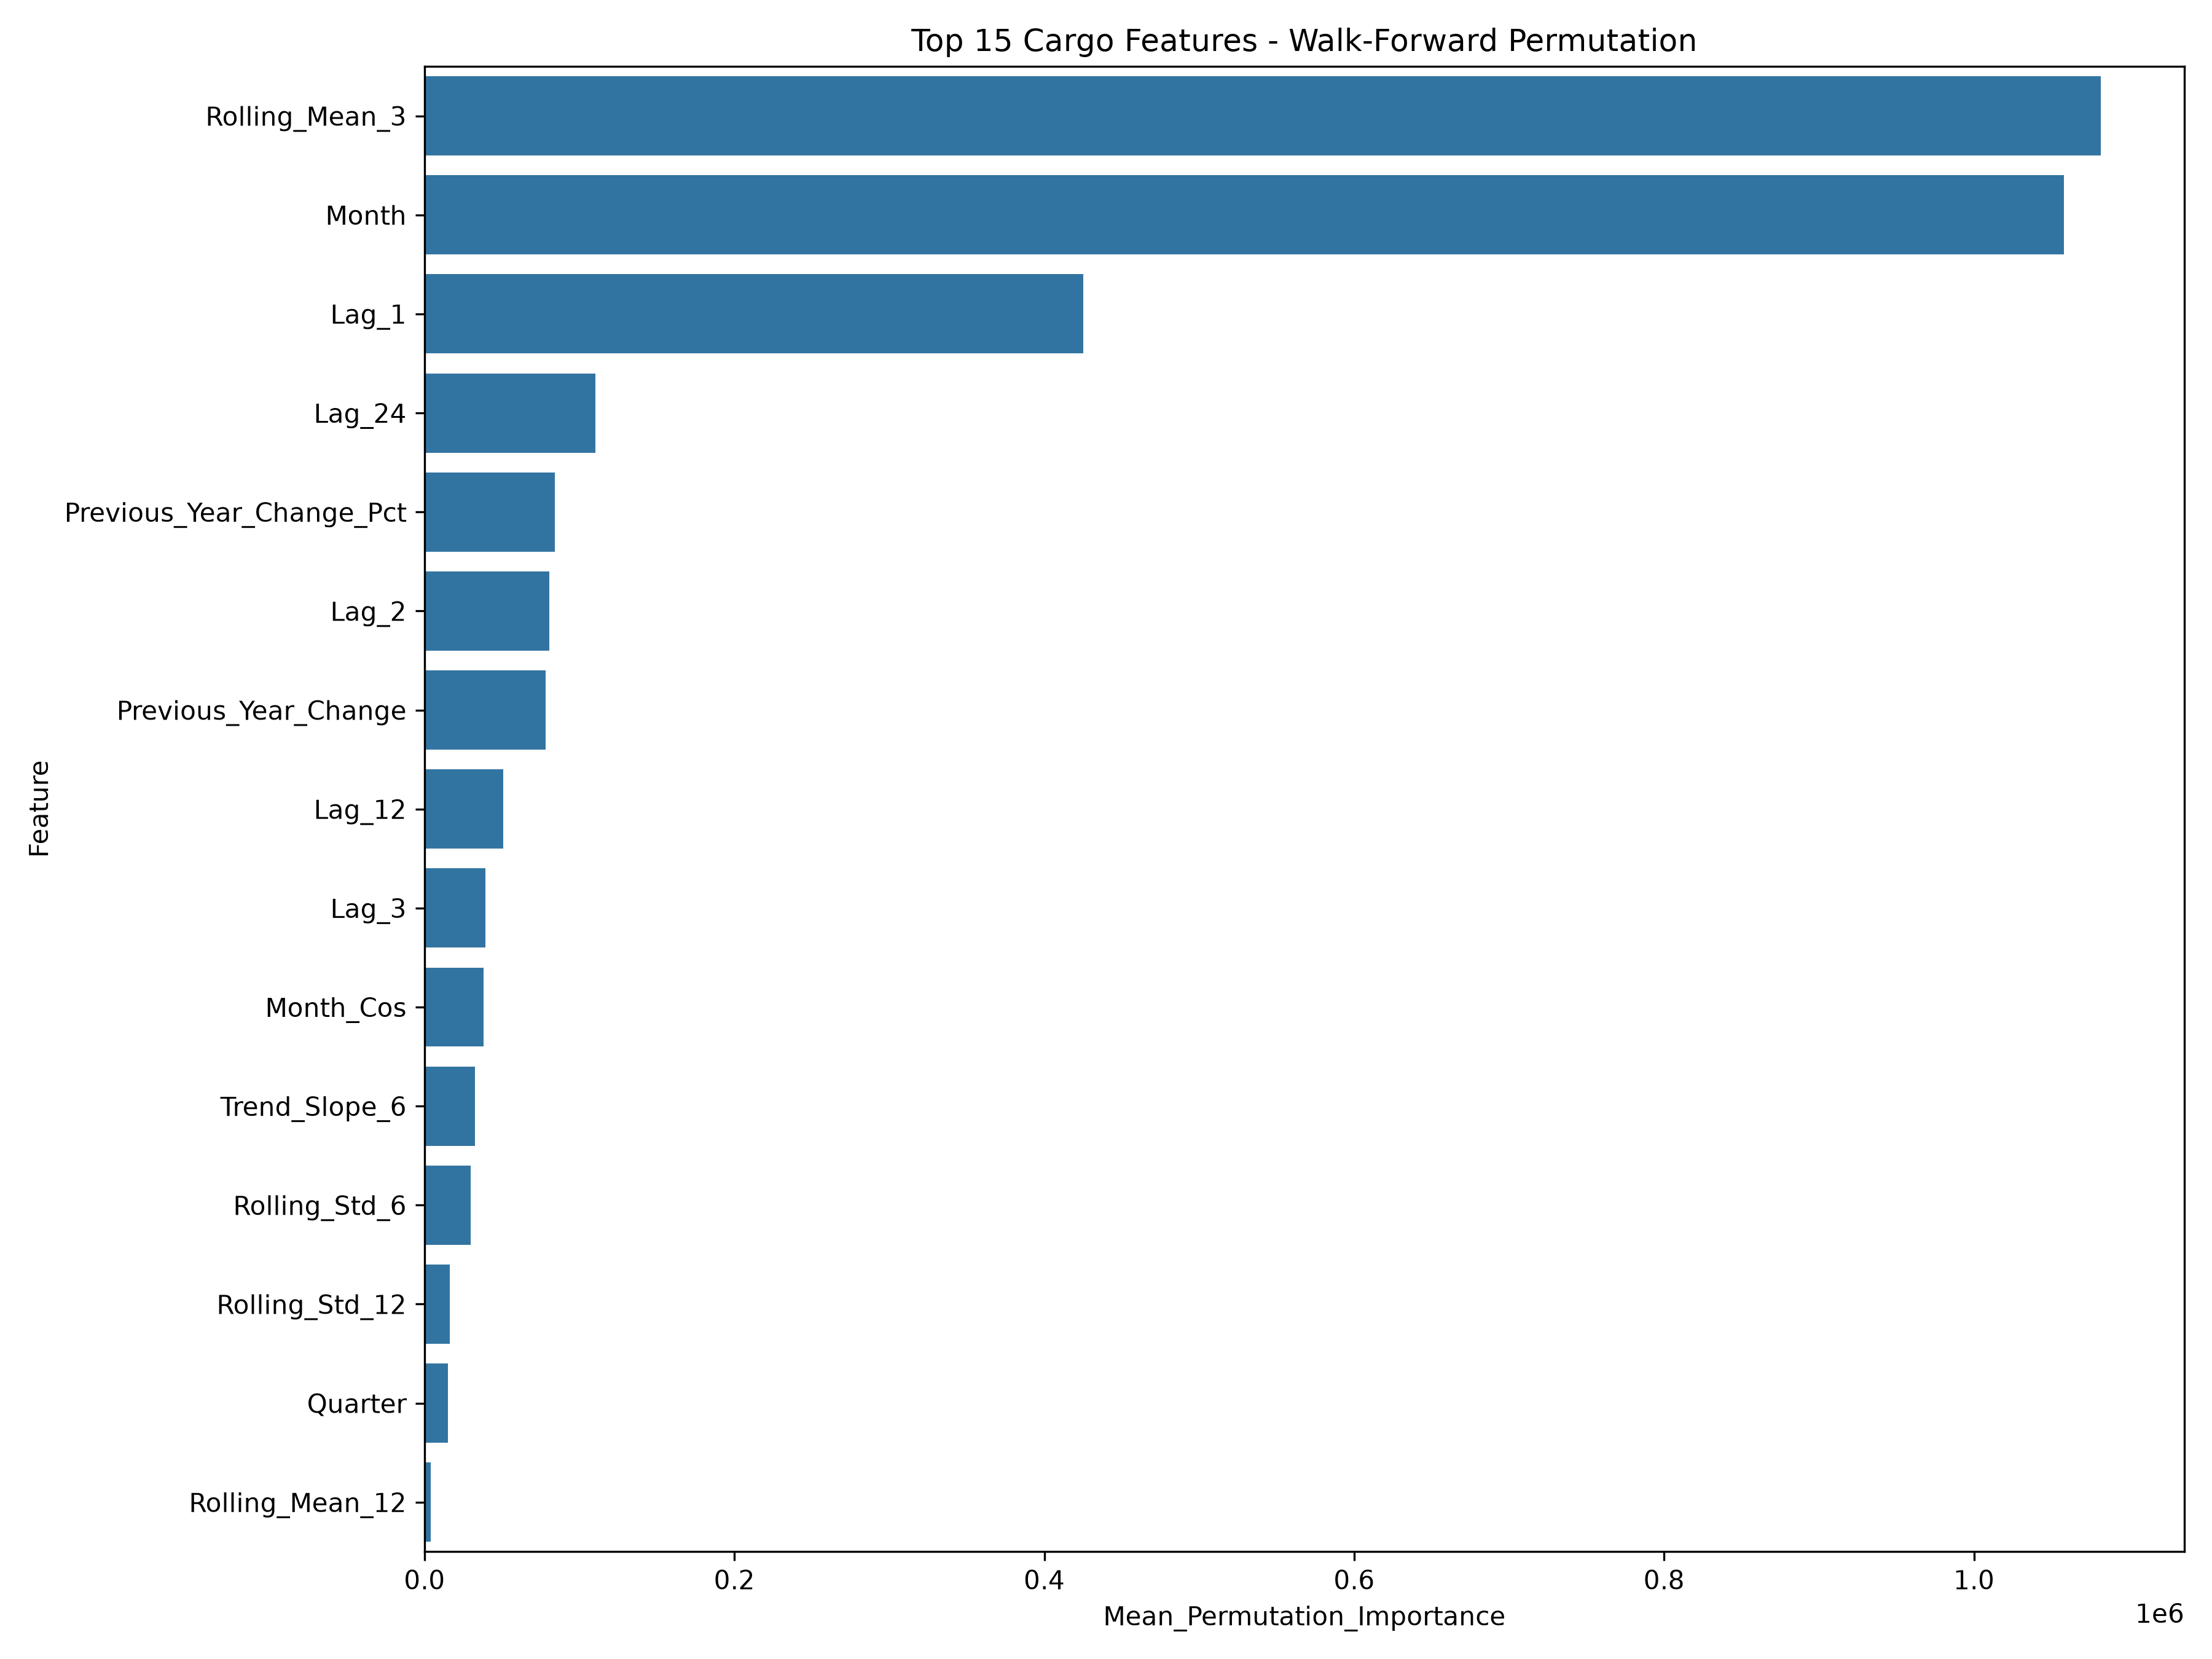 Top 15 Cargo Features - Walk-Forward Permutation
Feature
Rolling_Mean_3
Month
Lag_1
Lag_24
Previous_Year_Change_Pct
Lag_2
Previous_Year_Change
Lag_12
Lag_3
Month_Cos
Trend_Slope_6
Rolling_Std_6
Rolling_Std_12
Quarter
Rolling_Mean_12
0.0 0.2 0.4 0.6 0.8 1.0
1e6
Mean_Permutation_Importance